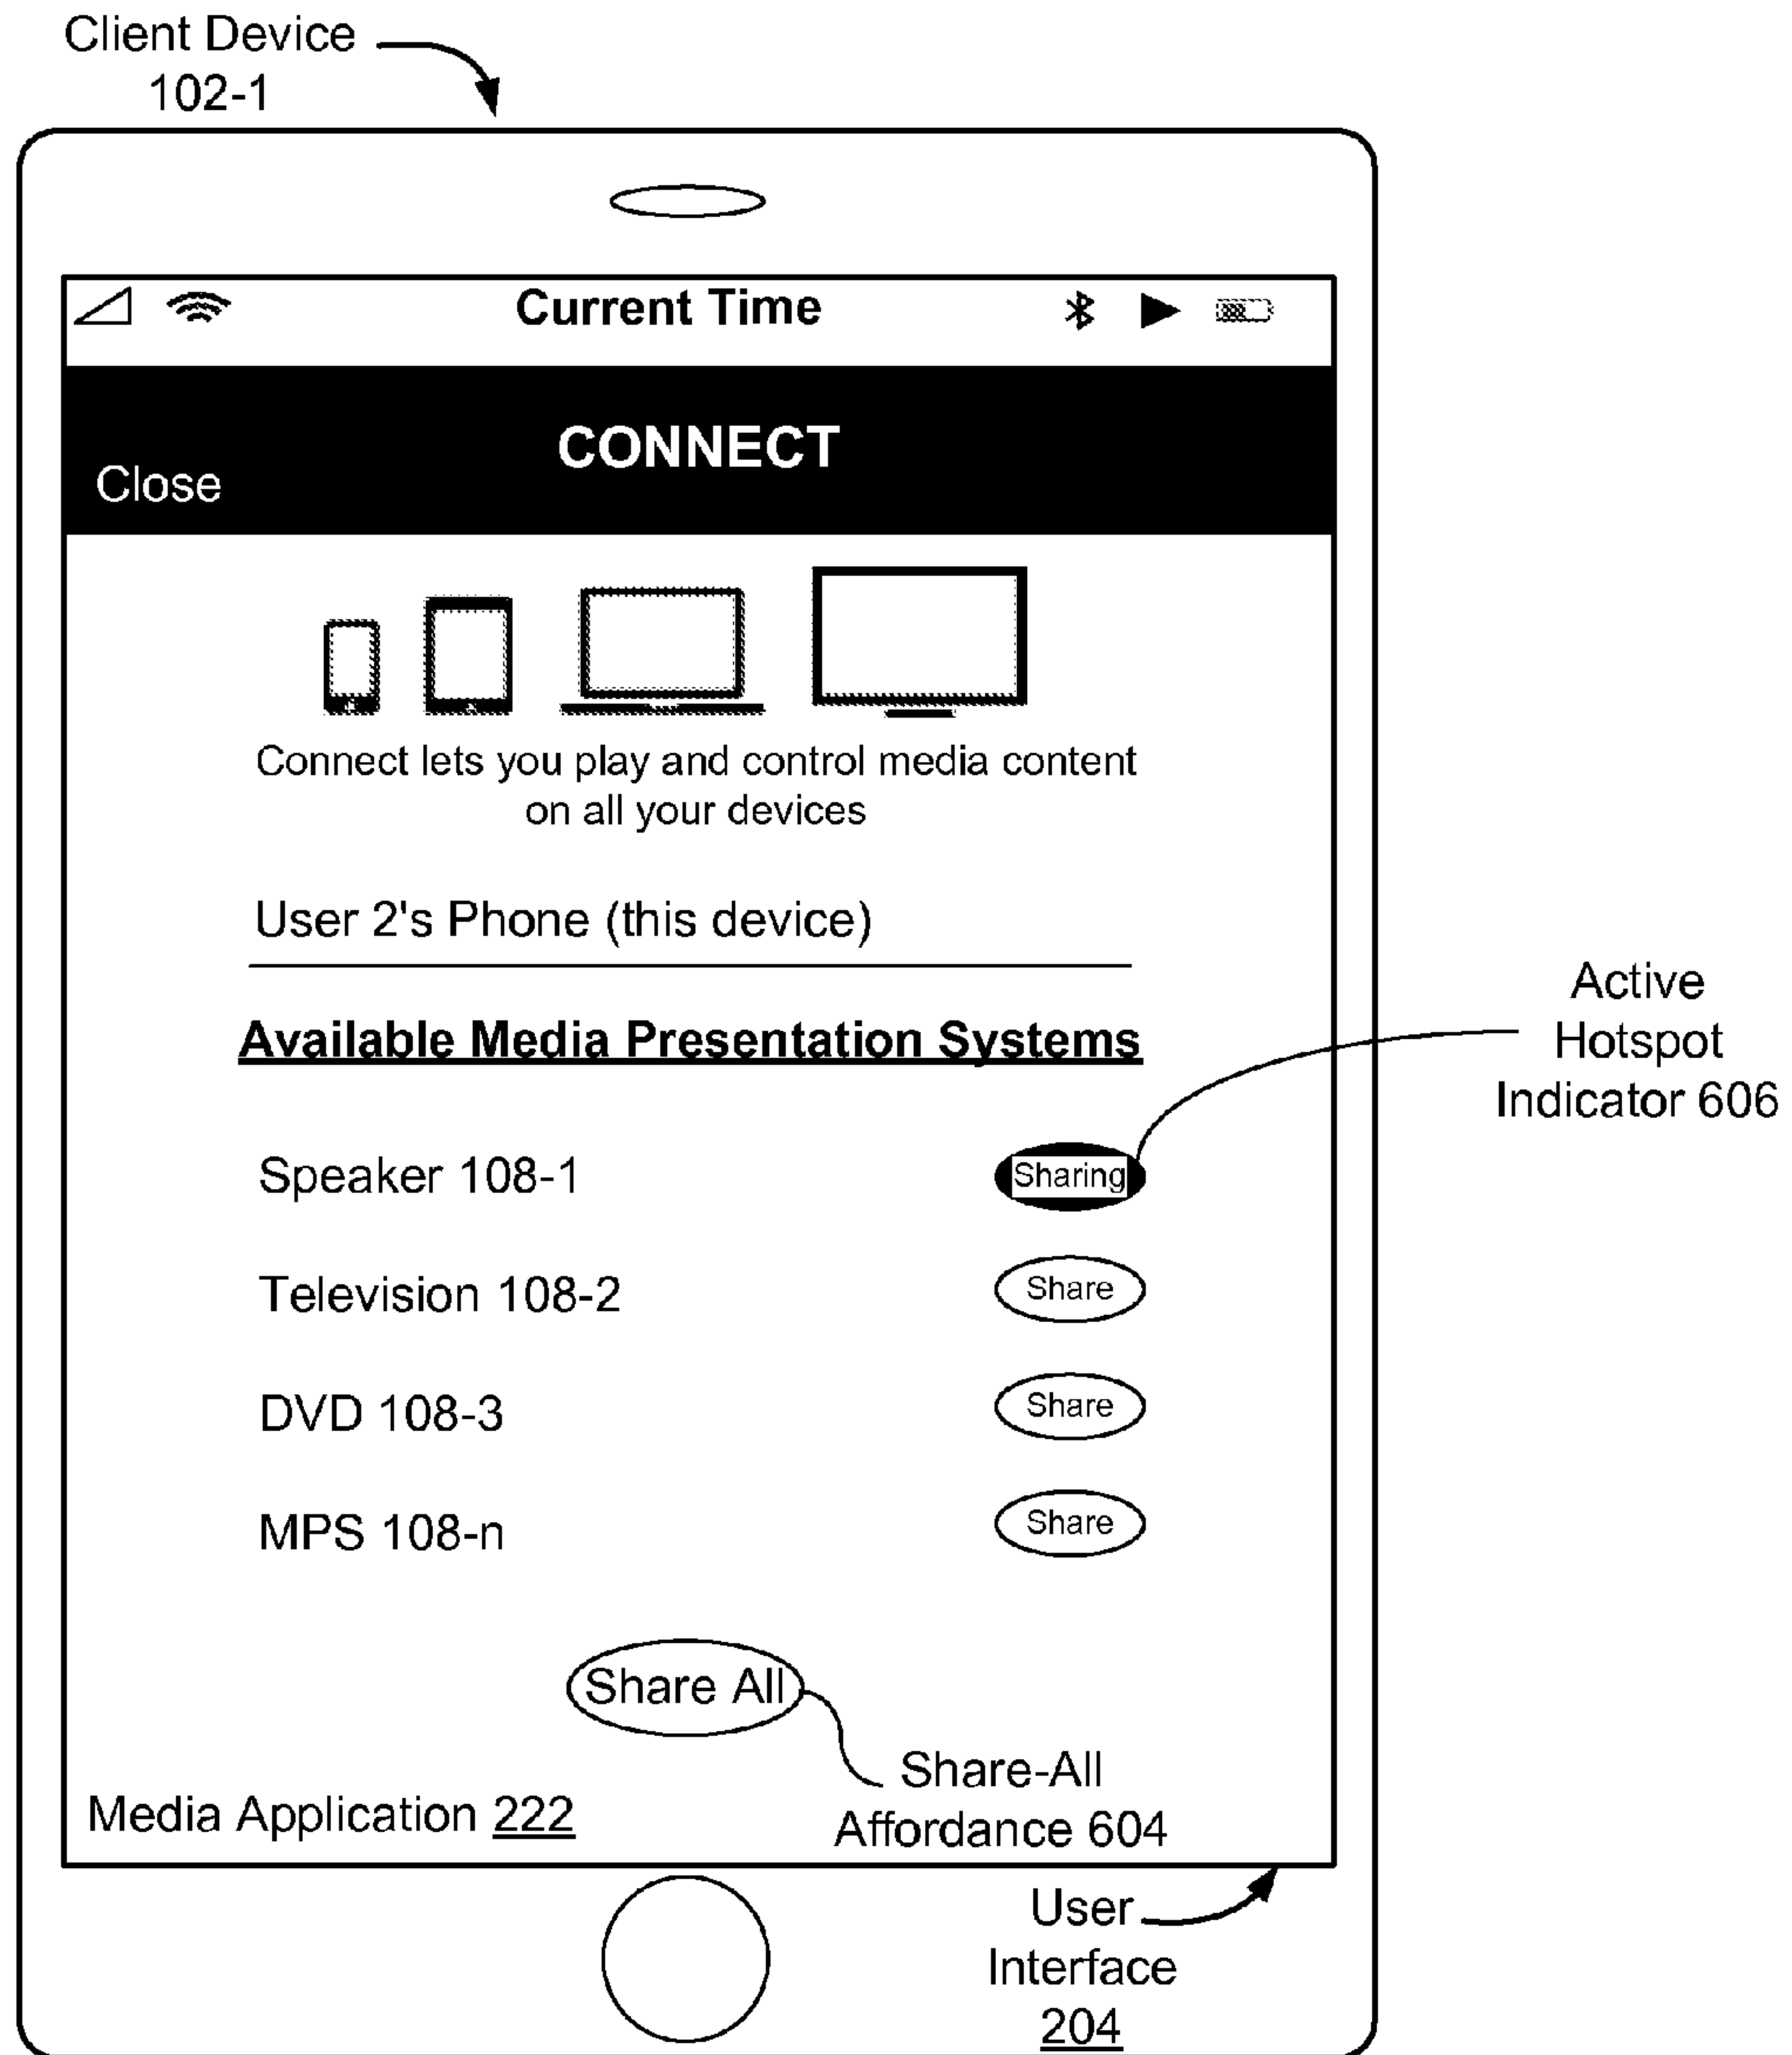 Client Device
102-1
Current Time
CONNECT
Close
Connect lets you play and control media content
on all your devices
User 2's Phone (this device)
Available Media Presentation Systems
Active
Hotspot
Indicator 606
Speaker 108-1
Sharing
Television 108-2
Share
DVD 108-3
Share
MPS 108-n
Share
Share All
Share-All
Affordance 604
Media Application 222
User
Interface
204